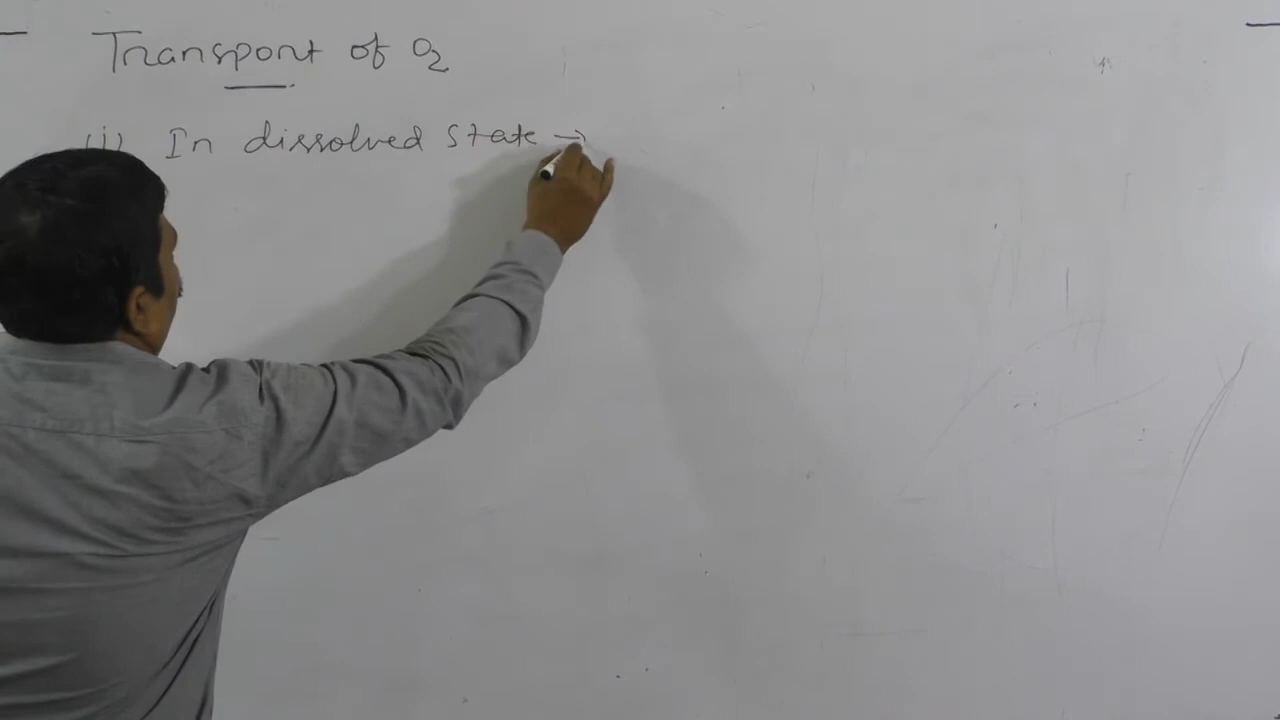 Transport of O2
(i) In dissolved state →